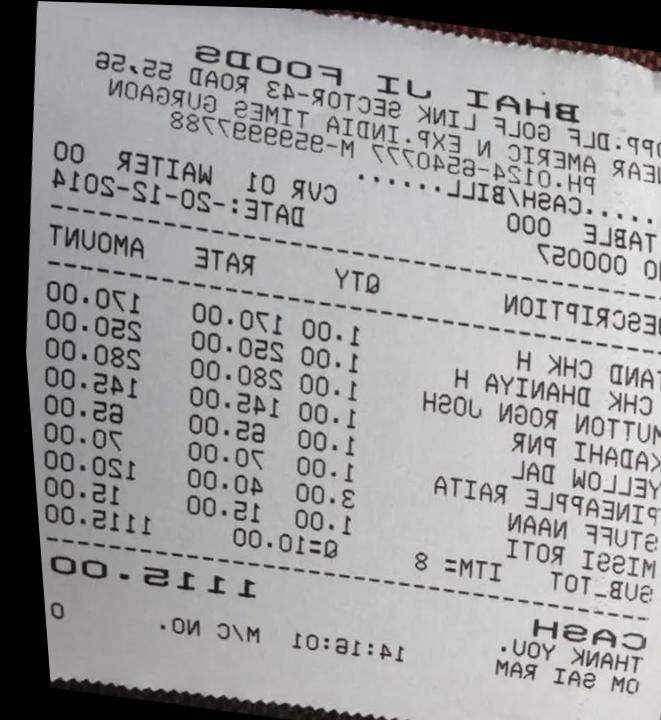 BHAI JI FOODS
OPP.DLF GOLF LINK SECTOR-43 ROAD 55,56
NEAR AMERIC N EXP.INDIA TIMES GURGAON
PH.0124-6540777 M-9599997788
.....CASH/BILL......
TABLE 000 CVR 01 WAITER 00
NO 000057 DATE:-20-12-2014
DESCRIPTION QTY RATE AMOUNT
TAND CHK H 1.00 170.00 170.00
CHK DHANIYA H 1.00 250.00 250.00
MUTTON ROGN JOSH 1.00 280.00 280.00
KADAHI PNR 1.00 145.00 145.00
YELLOW DAL 1.00 65.00 65.00
PINEAPPLE RAITA 1.00 70.00 70.00
STUFF NAAN 3.00 40.00 120.00
MISSI ROTI 1.00 15.00 15.00
SUB_TOT ITM= 8 Q=10.00 1115.00
CASH 1115.00
THANK YOU.
OM SAI RAM 14:16:01 M/C NO. 0